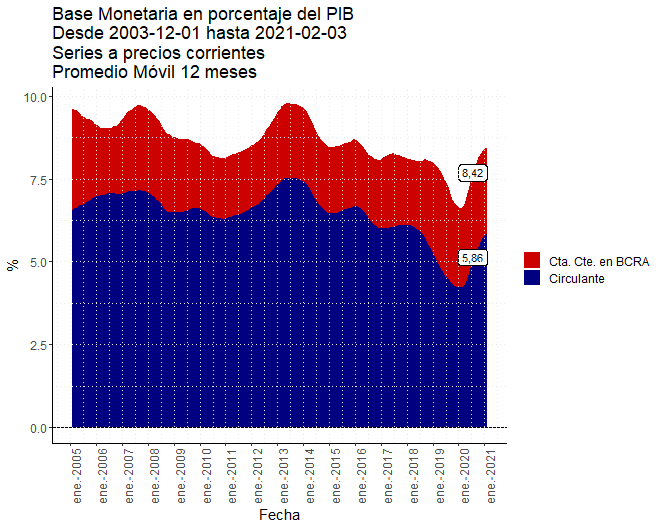 Base Monetaria en porcentaje del PIB
Desde 2003-12-01 hasta 2021-02-03
Series a precios corrientes
Promedio Móvil 12 meses
10.0
7.5
5.0
2.5
0.0
%
8,42
5,86
Cta. Cte. en BCRA
Circulante
ene.-2005
ene.-2006
ene.-2007
ene.-2008
ene.-2009
ene.-2010
ene.-2011
ene.-2012
ene.-2013
ene.-2014
ene.-2015
ene.-2016
ene.-2017
ene.-2018
ene.-2019
ene.-2020
ene.-2021
Fecha